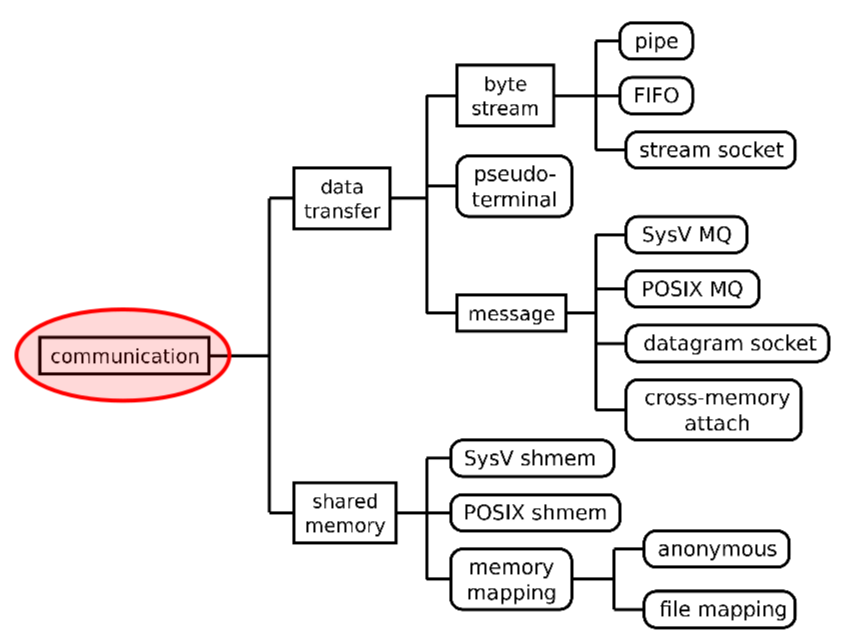 communication
data
transfer
byte
stream
pipe
FIFO
stream socket
pseudo-
terminal
message
SysV MQ
POSIX MQ
datagram socket
cross-memory
attach
shared
memory
SysV shmem
POSIX shmem
memory
mapping
anonymous
file mapping